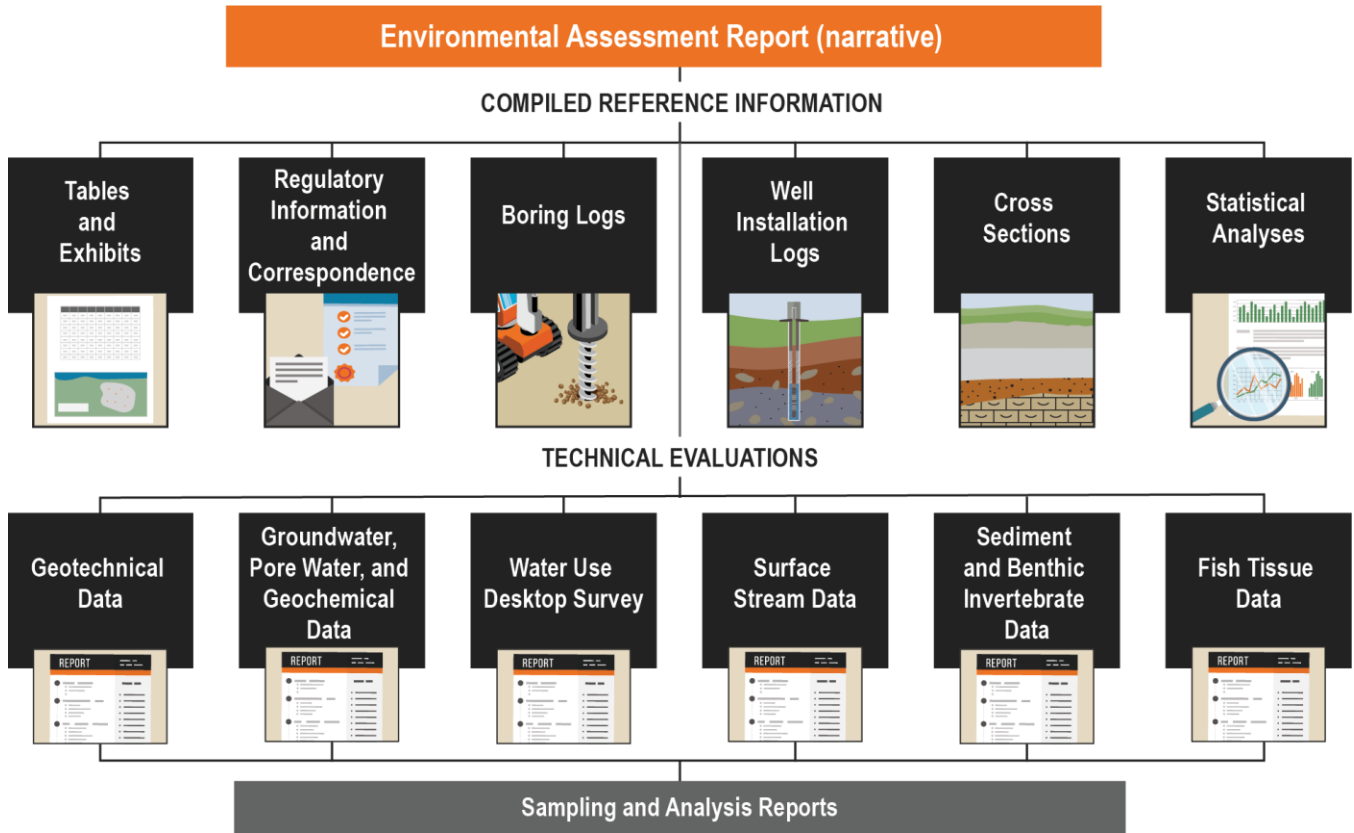 Environmental Assessment Report (narrative)
COMPILED REFERENCE INFORMATION
Tables
and
Exhibits
Regulatory
Information
and
Correspondence
Boring Logs
Well
Installation
Logs
Cross
Sections
Statistical
Analyses
TECHNICAL EVALUATIONS
Geotechnical
Data
Groundwater,
Pore Water, and
Geochemical
Data
Water Use
Desktop Survey
Surface
Stream Data
Sediment
and Benthic
Invertebrate
Data
Fish Tissue
Data
REPORT
REPORT
REPORT
REPORT
REPORT
REPORT
Sampling and Analysis Reports